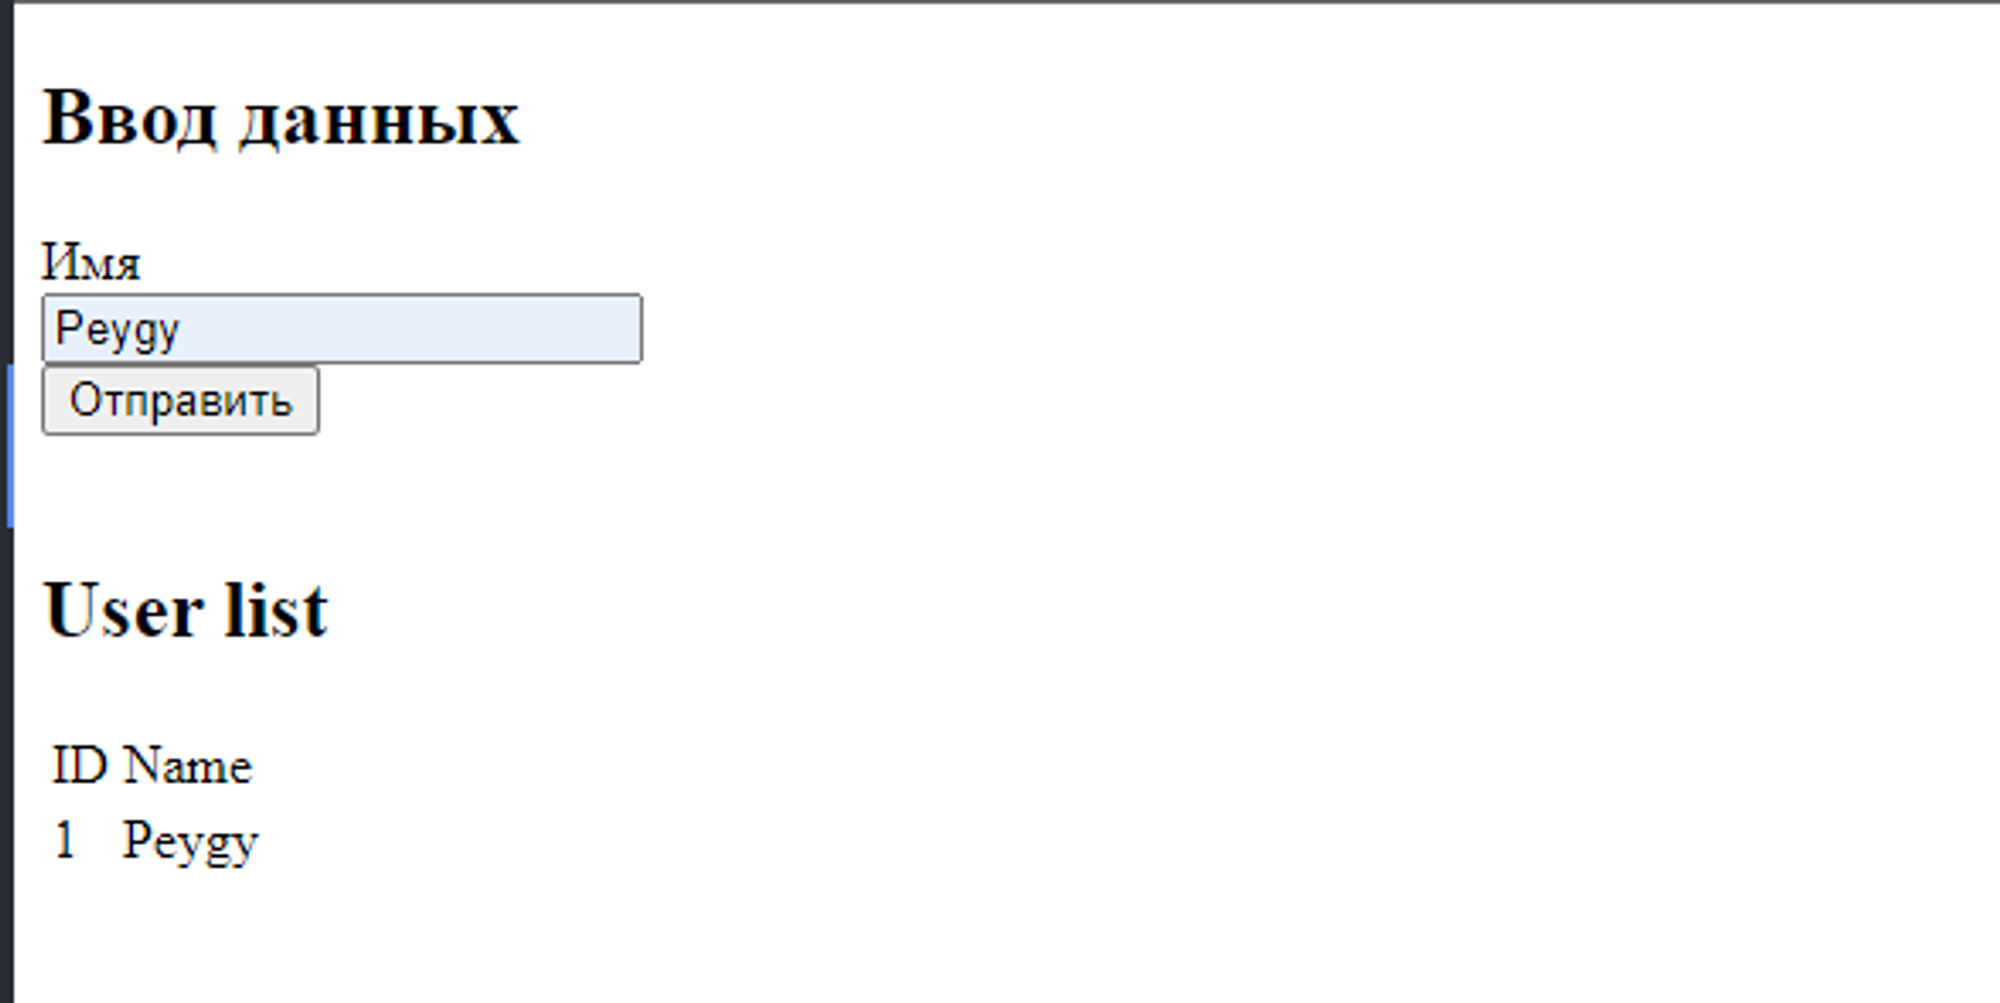 Ввод данных
Имя
Peygy
Отправить
User list
ID Name
1 Peygy